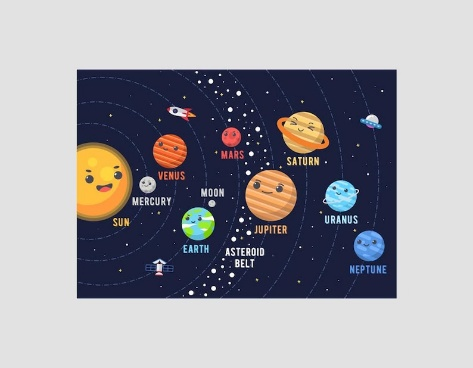 SUN
MERCURY
VENUS
EARTH
MOON
MARS
ASTEROID
BELT
JUPITER
SATURN
URANUS
NEPTUNE